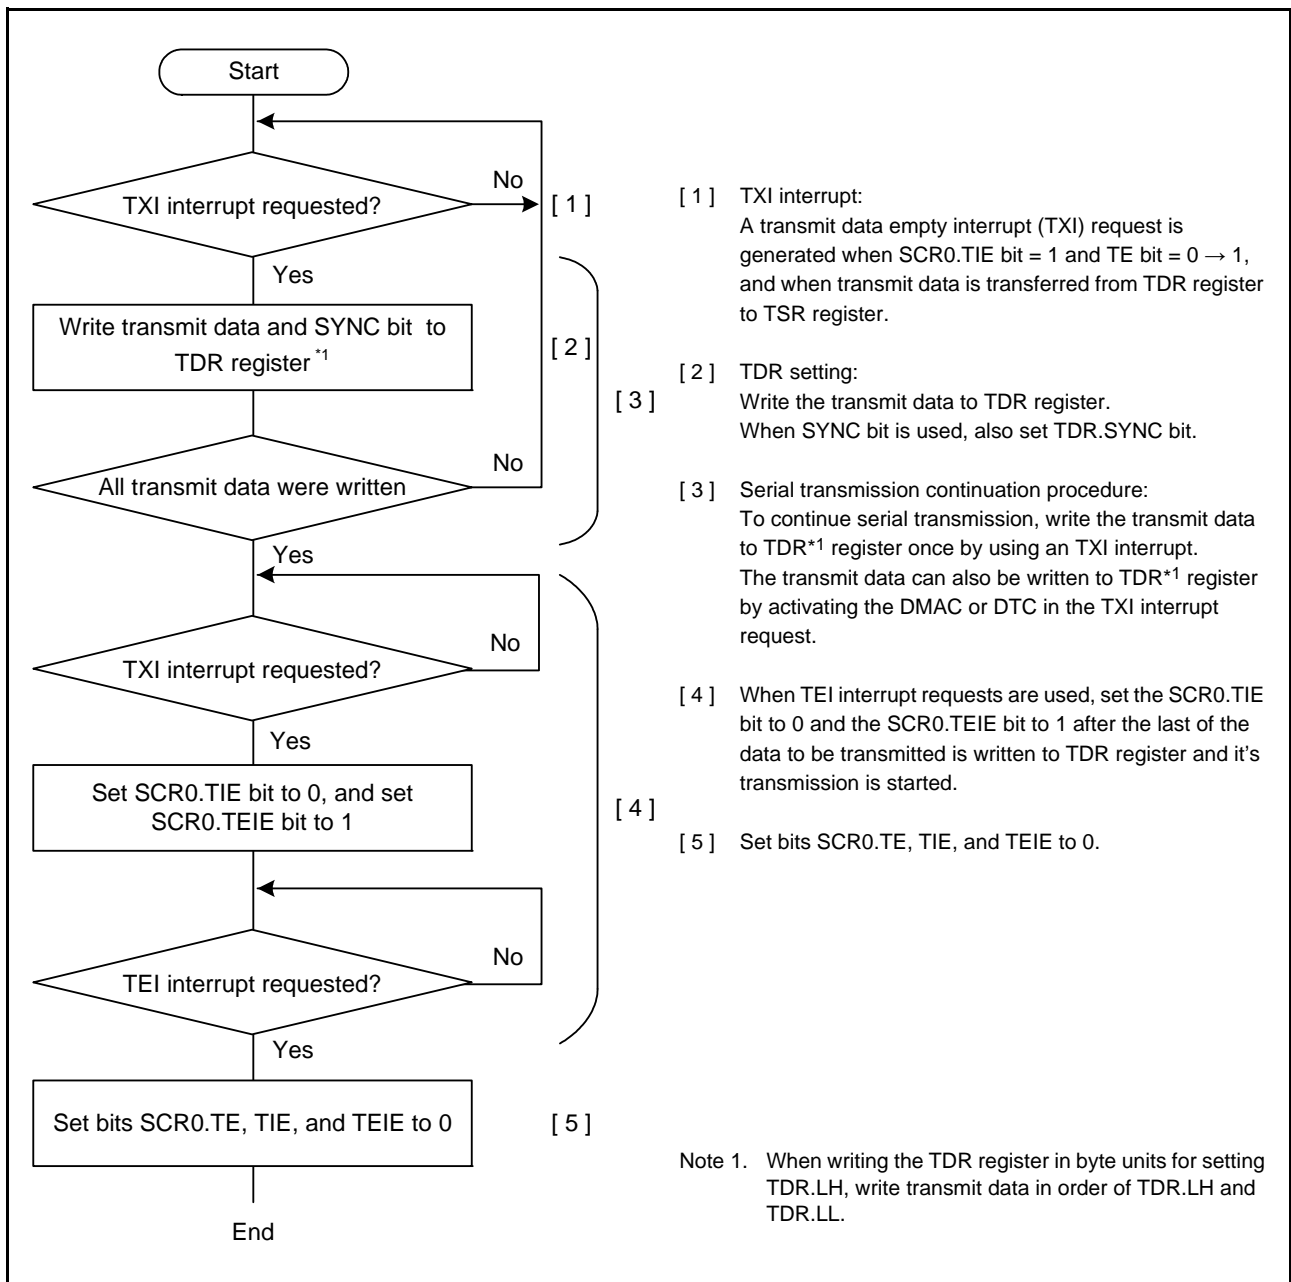 Start
TXI interrupt requested?
No
[ 1 ]
Yes
Write transmit data and SYNC bit to
TDR register *1
[ 2 ]
[ 3 ]
All transmit data were written
No
Yes
TXI interrupt requested?
No
Yes
Set SCR0.TIE bit to 0, and set
SCR0.TEIE bit to 1
[ 4 ]
TEI interrupt requested?
No
Yes
Set bits SCR0.TE, TIE, and TEIE to 0
[ 5 ]
End
[ 1 ] TXI interrupt:
A transmit data empty interrupt (TXI) request is
generated when SCR0.TIE bit = 1 and TE bit = 0 → 1,
and when transmit data is transferred from TDR register
to TSR register.
[ 2 ] TDR setting:
Write the transmit data to TDR register.
When SYNC bit is used, also set TDR.SYNC bit.
[ 3 ] Serial transmission continuation procedure:
To continue serial transmission, write the transmit data
to TDR*1 register once by using an TXI interrupt.
The transmit data can also be written to TDR*1 register
by activating the DMAC or DTC in the TXI interrupt
request.
[ 4 ] When TEI interrupt requests are used, set the SCR0.TIE
bit to 0 and the SCR0.TEIE bit to 1 after the last of the
data to be transmitted is written to TDR register and it's
transmission is started.
[ 5 ] Set bits SCR0.TE, TIE, and TEIE to 0.
Note 1. When writing the TDR register in byte units for setting
TDR.LH, write transmit data in order of TDR.LH and
TDR.LL.